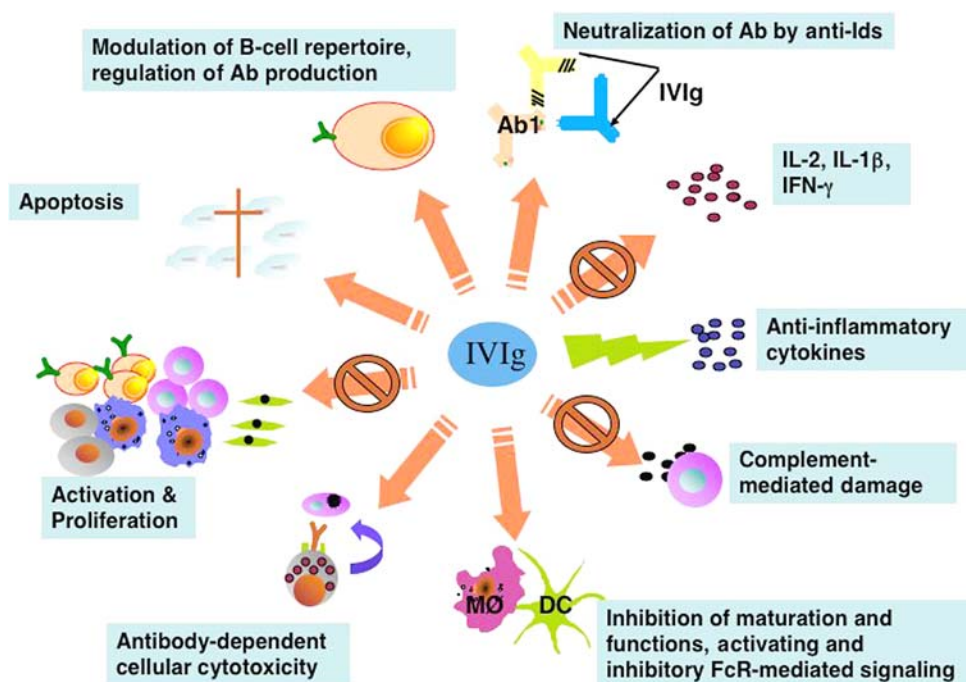 Modulation of B-cell repertoire,
regulation of Ab production
Neutralization of Ab by anti-Ids
IVIg
Ab1
IL-2, IL-1β,
IFN-γ
Apoptosis
Anti-inflammatory
cytokines
IVIg
Activation &
Proliferation
Complement-
mediated damage
MØ
DC
Antibody-dependent
cellular cytotoxicity
Inhibition of maturation and
functions, activating and
inhibitory FcR-mediated signaling